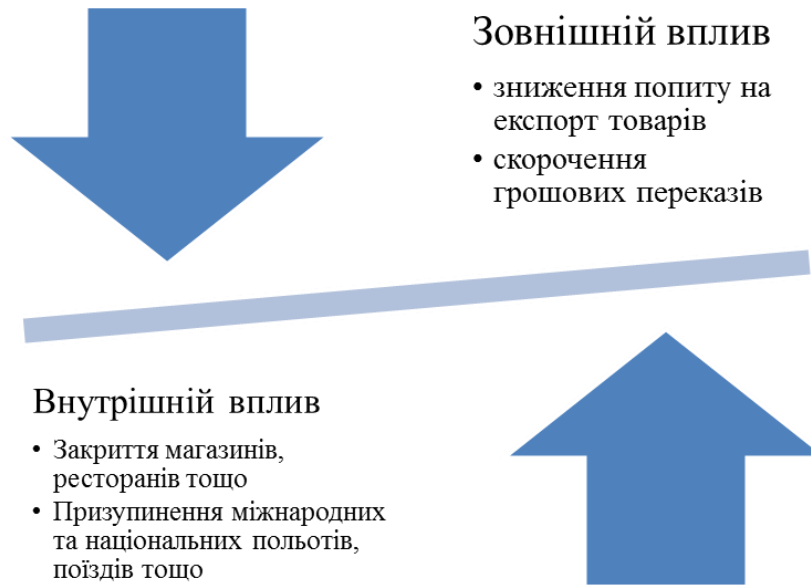 Зовнішній вплив
• зниження попиту на
експорт товарів
• скорочення
грошових переказів
Внутрішній вплив
• Закриття магазинів,
ресторанів тощо
• Призупинення міжнародних
та національних польотів,
поїздів тощо